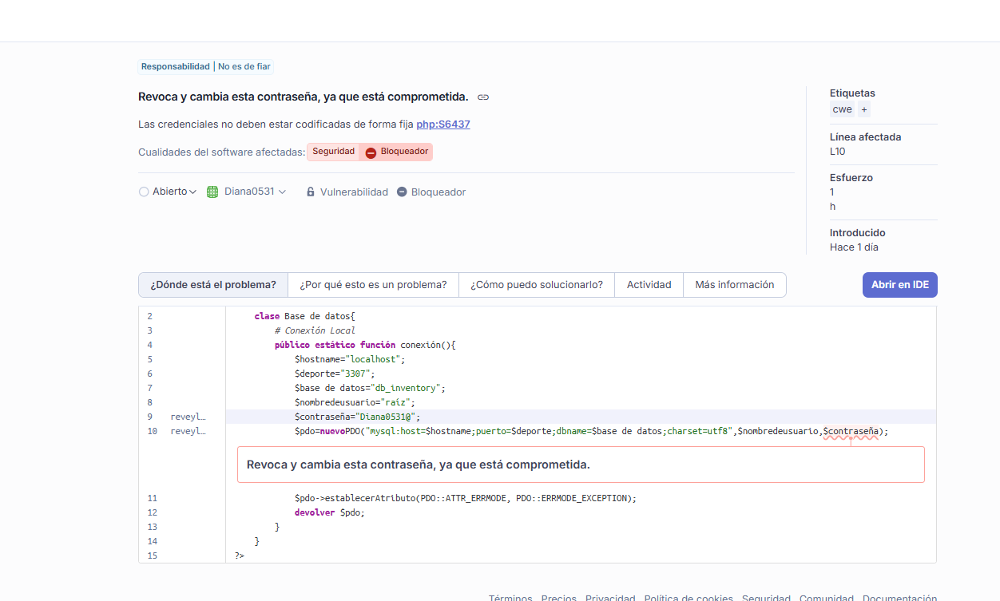 Responsabilidad | No es de fiar
Revoca y cambia esta contraseña, ya que está comprometida.
Las credenciales no deben estar codificadas de forma fija php:S6437
Cualidades del software afectadas: Seguridad Bloqueador
Abierto Diana0531 Vulnerabilidad Bloqueador
Etiquetas
cwe +
Línea afectada
L10
Esfuerzo
1
h
Introducido
Hace 1 día
¿Dónde está el problema? ¿Por qué esto es un problema? ¿Cómo puedo solucionarlo? Actividad Más información Abrir en IDE
2 clase Base de datos{
3 # Conexión Local
4 público estático función conexión(){
5 $hostname="localhost";
6 $deporte="3307";
7 $base de datos="db_inventory";
8 $nombredeusuario="raíz";
9 reveyl… $contraseña="Diana0531@";
10 reveyl… $pdo=nuevoPDO("mysql:host=$hostname;puerto=$deporte;dbname=$base de datos;charset=utf8",$nombredeusuario,$contraseña);
Revoca y cambia esta contraseña, ya que está comprometida.
11 $pdo->establecerAtributo(PDO::ATTR_ERRMODE, PDO::ERRMODE_EXCEPTION);
12 devolver $pdo;
13 }
14 }
15 ?>
Términos Precios Privacidad Política de cookies Seguridad Comunidad Documentación